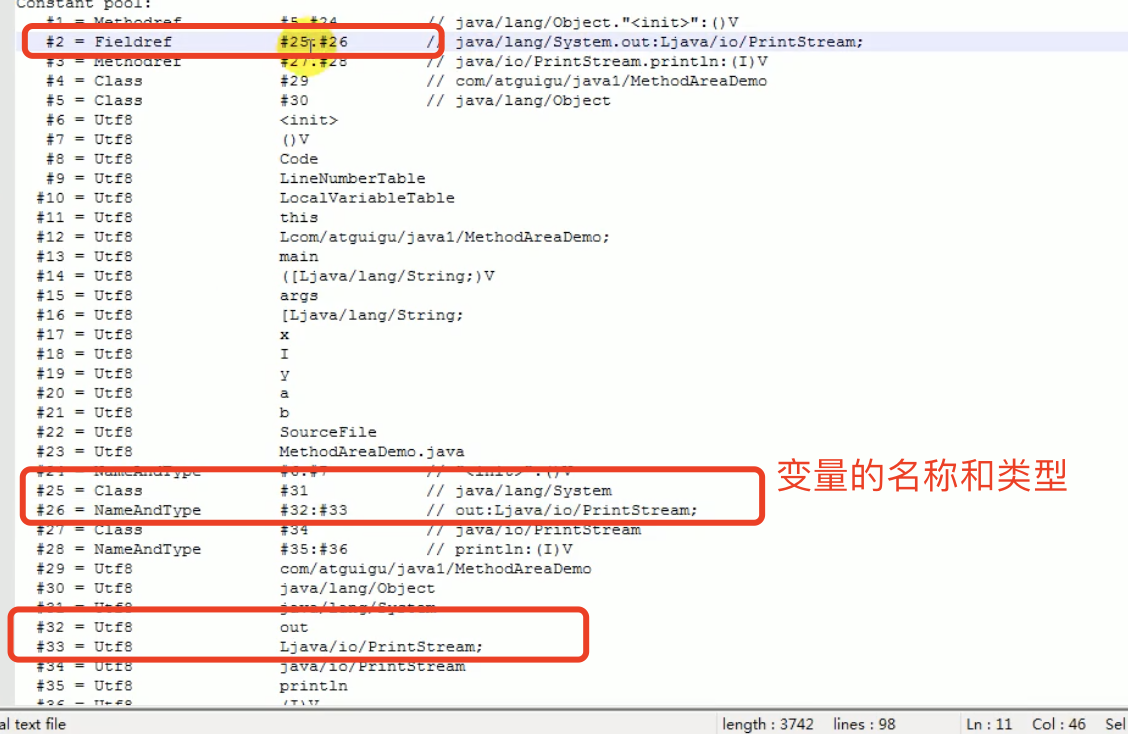 Constant pool:
#1 = Methodref #5.#24 // java/lang/Object."<init>":()V
#2 = Fieldref #25.#26 // java/lang/System.out:Ljava/io/PrintStream;
#3 = Methodref #27.#28 // java/io/PrintStream.println:(I)V
#4 = Class #29 // com/atguigu/java1/MethodAreaDemo
#5 = Class #30 // java/lang/Object
#6 = Utf8 <init>
#7 = Utf8 ()V
#8 = Utf8 Code
#9 = Utf8 LineNumberTable
#10 = Utf8 LocalVariableTable
#11 = Utf8 this
#12 = Utf8 Lcom/atguigu/java1/MethodAreaDemo;
#13 = Utf8 main
#14 = Utf8 ([Ljava/lang/String;)V
#15 = Utf8 args
#16 = Utf8 [Ljava/lang/String;
#17 = Utf8 x
#18 = Utf8 I
#19 = Utf8 y
#20 = Utf8 a
#21 = Utf8 b
#22 = Utf8 SourceFile
#23 = Utf8 MethodAreaDemo.java
#24 = NameAndType #6:#7 // "<init>":()V
#25 = Class #31 // java/lang/System
#26 = NameAndType #32:#33 // out:Ljava/io/PrintStream;
变量的名称和类型
#27 = Class #34 // java/io/PrintStream
#28 = NameAndType #35:#36 // println:(I)V
#29 = Utf8 com/atguigu/java1/MethodAreaDemo
#30 = Utf8 java/lang/Object
#31 = Utf8 java/lang/System
#32 = Utf8 out
#33 = Utf8 Ljava/io/PrintStream;
#34 = Utf8 java/io/PrintStream
#35 = Utf8 println
#36 = Utf8 (I)V
al text file length : 3742 lines : 98 Ln : 11 Col : 46 Sel